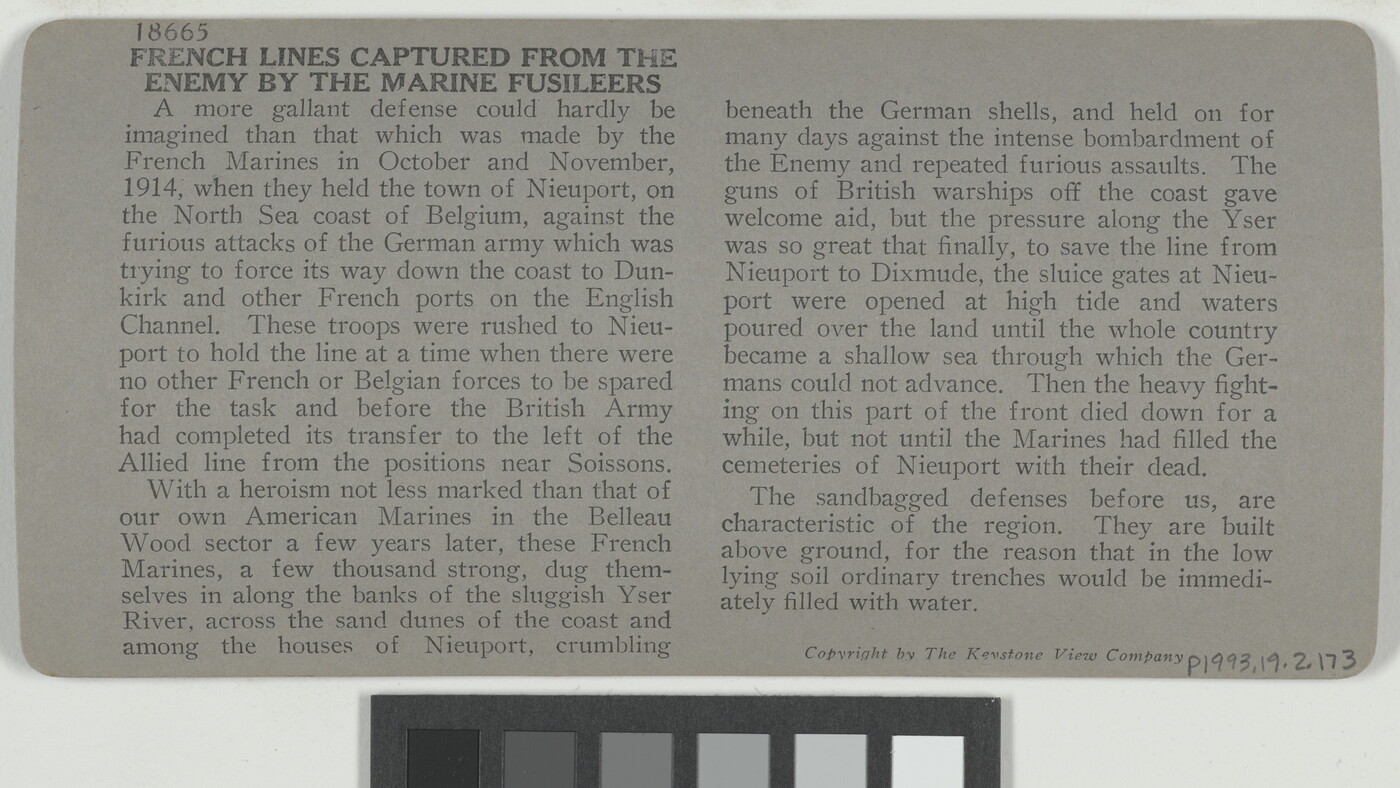 18665
FRENCH LINES CAPTURED FROM THE
ENEMY BY THE MARINE FUSILEERS
A more gallant defense could hardly be
imagined than that which was made by the
French Marines in October and November,
1914, when they held the town of Nieuport, on
the North Sea coast of Belgium, against the
furious attacks of the German army which was
trying to force its way down the coast to Dun-
kirk and other French ports on the English
Channel. These troops were rushed to Nieu-
port to hold the line at a time when there were
no other French or Belgian forces to be spared
for the task and before the British Army
had completed its transfer to the left of the
Allied line from the positions near Soissons.
With a heroism not less marked than that of
our own American Marines in the Belleau
Wood sector a few years later, these French
Marines, a few thousand strong, dug them-
selves in along the banks of the sluggish Yser
River, across the sand dunes of the coast and
among the houses of Nieuport, crumbling
beneath the German shells, and held on for
many days against the intense bombardment of
the Enemy and repeated furious assaults. The
guns of British warships off the coast gave
welcome aid, but the pressure along the Yser
was so great that finally, to save the line from
Nieuport to Dixmude, the sluice gates at Nieu-
port were opened at high tide and waters
poured over the land until the whole country
became a shallow sea through which the Ger-
mans could not advance. Then the heavy fight-
ing on this part of the front died down for a
while, but not until the Marines had filled the
cemeteries of Nieuport with their dead.
The sandbagged defenses before us, are
characteristic of the region. They are built
above ground, for the reason that in the low
lying soil ordinary trenches would be immedi-
ately filled with water.
Copyright by The Keystone View Company
P1993.19.2.173